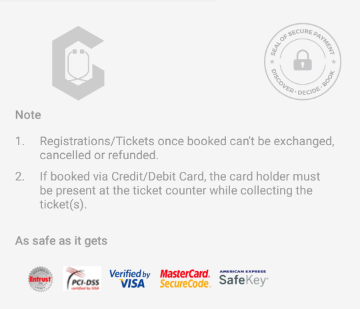 SEAL OF SECURE PAYMENT
DISCOVER · DECIDE · BOOK
Note
1. Registrations/Tickets once booked can't be exchanged,
cancelled or refunded.
2. If booked via Credit/Debit Card, the card holder must
be present at the ticket counter while collecting the
ticket(s).
As safe as it gets
Entrust
PCI-DSS
Verified by
VISA
MasterCard.
SecureCode.
AMERICAN EXPRESS
SafeKey